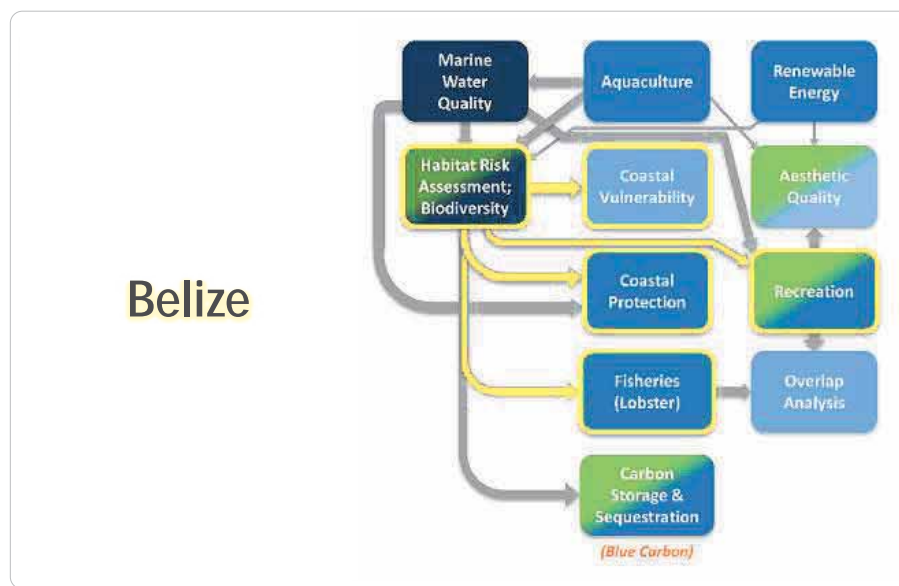 Belize
Marine
Water
Quality
Aquaculture
Renewable
Energy
Habitat Risk
Assessment;
Biodiversity
Coastal
Vulnerability
Aesthetic
Quality
Coastal
Protection
Recreation
Fisheries
(Lobster)
Overlap
Analysis
Carbon
Storage &
Sequestration
(Blue Carbon)